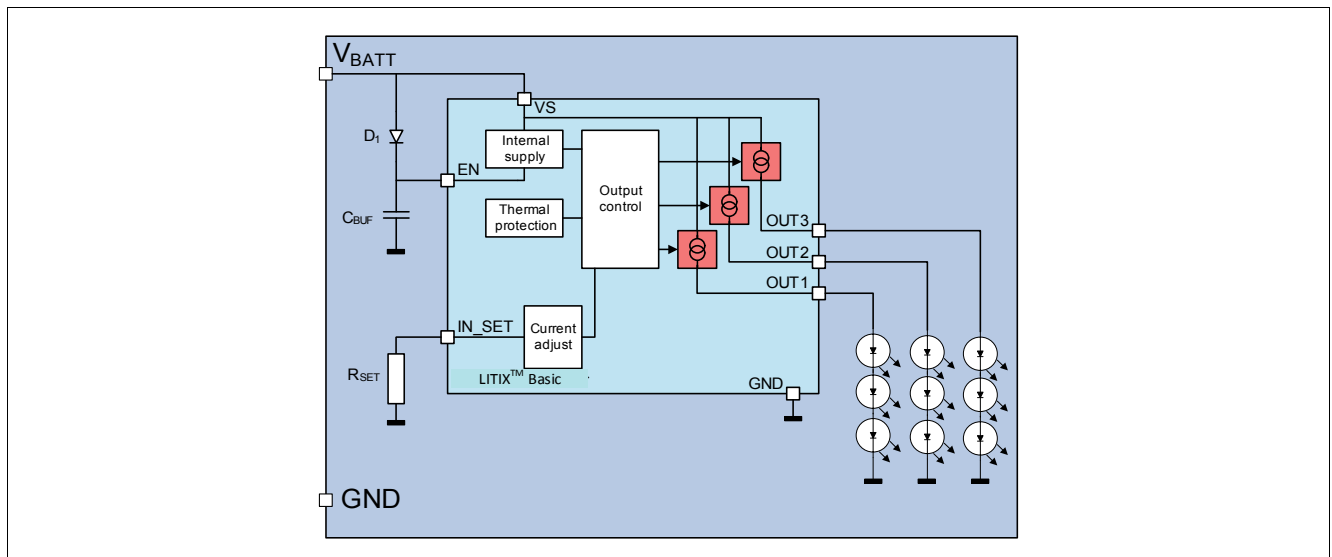 VBATT
VS
D1
Internal
supply
EN
Output
control
CBUF
Thermal
protection
OUT3
OUT2
OUT1
IN_SET
Current
adjust
RSET
LITIX™ Basic
GND
GND